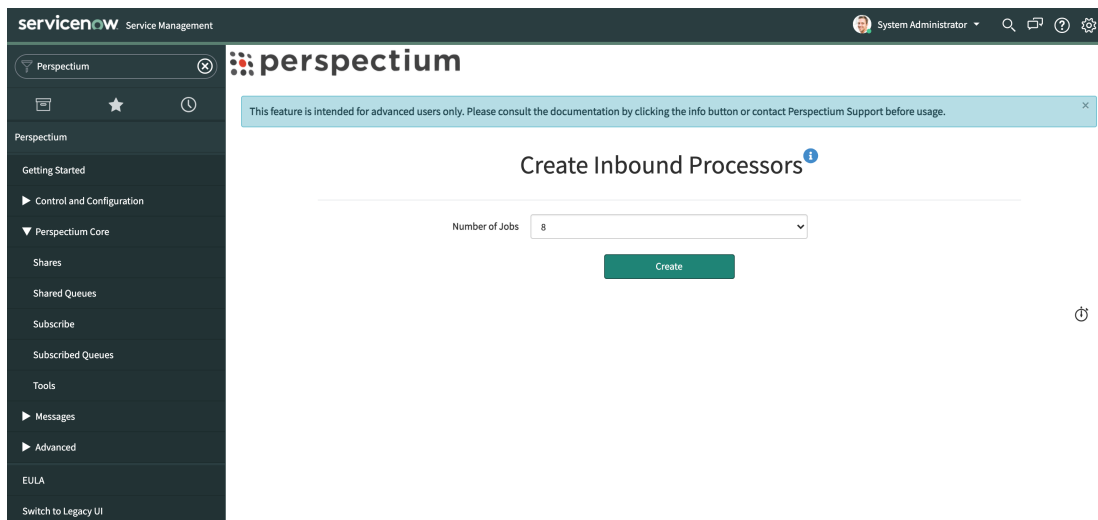 servicenow Service Management
System Administrator
Perspectium
perspectium
This feature is intended for advanced users only. Please consult the documentation by clicking the info button or contact Perspectium Support before usage.
Perspectium
Getting Started
Control and Configuration
Perspectium Core
Shares
Shared Queues
Subscribe
Subscribed Queues
Tools
Messages
Advanced
EULA
Switch to Legacy UI
Create Inbound Processors
Number of Jobs 8
Create